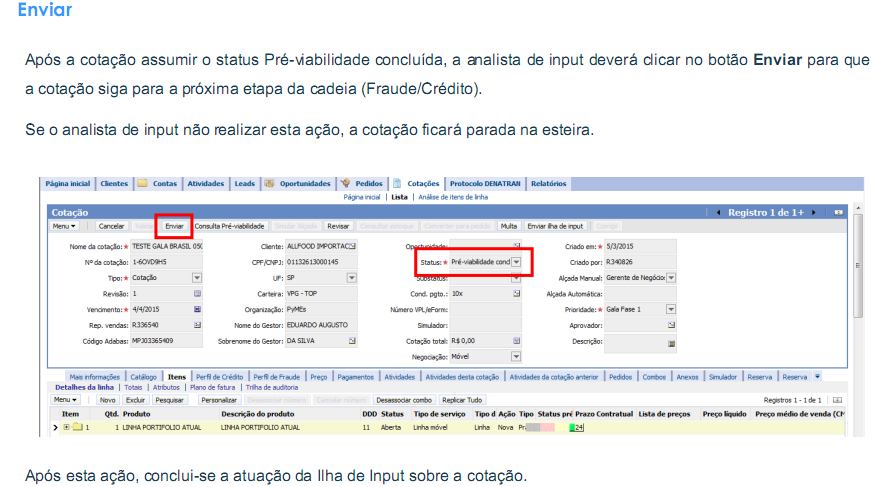 Enviar
Após a cotação assumir o status Pré-viabilidade concluída, a analista de input deverá clicar no botão Enviar para que
a cotação siga para a próxima etapa da cadeia (Fraude/Crédito).
Se o analista de input não realizar esta ação, a cotação ficará parada na esteira.
Página inicial Clientes Contas Atividades Leads Oportunidades Pedidos Cotações Protocolo DENATRAN Relatórios
Página inicial | Lista | Análise de itens de linha
Cotação Registro 1 de 1+
Menu Cancelar Enviar Consulta Pré-viabilidade Revisar Multa Enviar ilha de input
Nome da cotação:* TESTE GALA BRASIL 050 Cliente: ALLFOOD IMPORTAC Oportunidade: Criado em:* 5/3/2015
Nº da cotação: 1-6OVD9H5 CPF/CNPJ: 01132613000145 Status:* Pré-viabilidade cond Criado por: R340826
Tipo:* Cotação UF: SP Substatus: Alçada Manual: Gerente de Negócio
Revisão: 1 Carteira: VPG - TOP Cond. pgto.: 10x Alçada Automática:
Vencimento:* 4/4/2015 Organização: PyMEs Número VPL/eForm: Prioridade:* Gala Fase 1
Rep. vendas: R336540 Nome do Gestor: EDUARDO AUGUSTO Simulador: Aprovador:
Código Adabas: MPJ03365409 Sobrenome do Gestor: DA SILVA Cotação total: R$ 0,00 Descrição:
Negociação: Móvel
Mais informações Catálogo Itens Perfil de Crédito Perfil de Fraude Preço Pagamentos Atividades Atividades desta cotação Atividades da cotação anterior Pedidos Combos Anexos Simulador Reserva Reserva
Detalhes da linha | Totais | Atributos | Plano de fatura | Trilha de auditoria
Menu Novo Excluir Pesquisar Personalizar Desassociar combo Replicar Tudo Registros 1 - 1 de 1
Item Qtd. Produto Descrição do produto DDD Status Tipo de serviço Tipo d Ação Tipo Status pré Prazo Contratual Lista de preços Preço líquido Preço médio de venda (CM
1 1 LINHA PORTIFOLIO ATUAL LINHA PORTIFOLIO ATUAL 11 Aberta Linha móvel Linha Nova Pr 24
Após esta ação, conclui-se a atuação da Ilha de Input sobre a cotação.